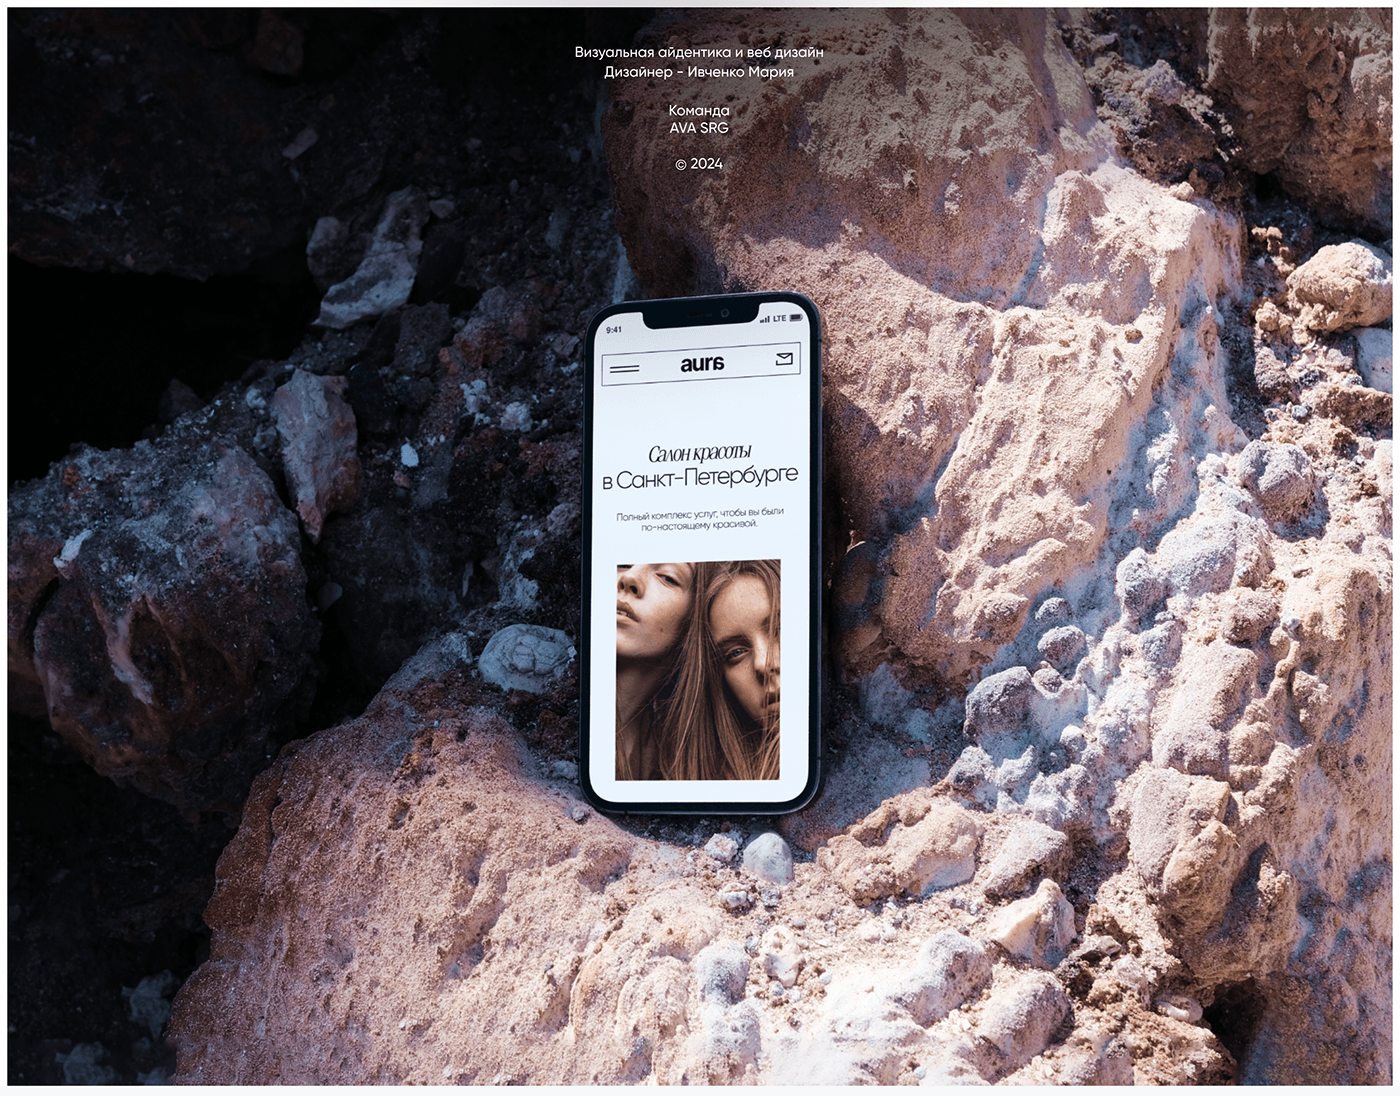 Визуальная айдентика и веб дизайн
Дизайнер - Ивченко Мария
Команда
AVA SRG
© 2024
9:41
LTE
aura
Салон красоты
в Санкт-Петербурге
Полный комплекс услуг, чтобы вы были
по-настоящему красивой.